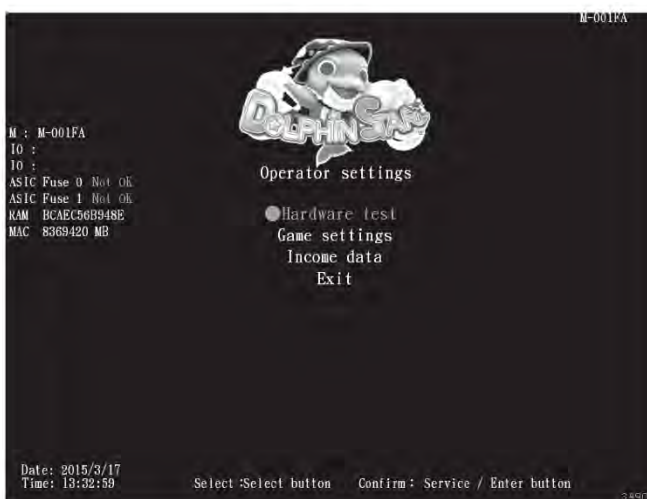 M-001FA
DOLPHIN STAR
M : M-001FA
IO :
IO :
ASIC Fuse 0 Not OK
ASIC Fuse 1 Not OK
RAM BCAEC56B948E
MAC 8369420 MB
Operator settings
Hardware test
Game settings
Income data
Exit
Date: 2015/3/17
Time: 13:32:59
Select :Select button Confirm : Service / Enter button